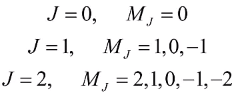 J = 0, M_J = 0
J = 1, M_J = 1, 0, −1
J = 2, M_J = 2, 1, 0, −1, −2